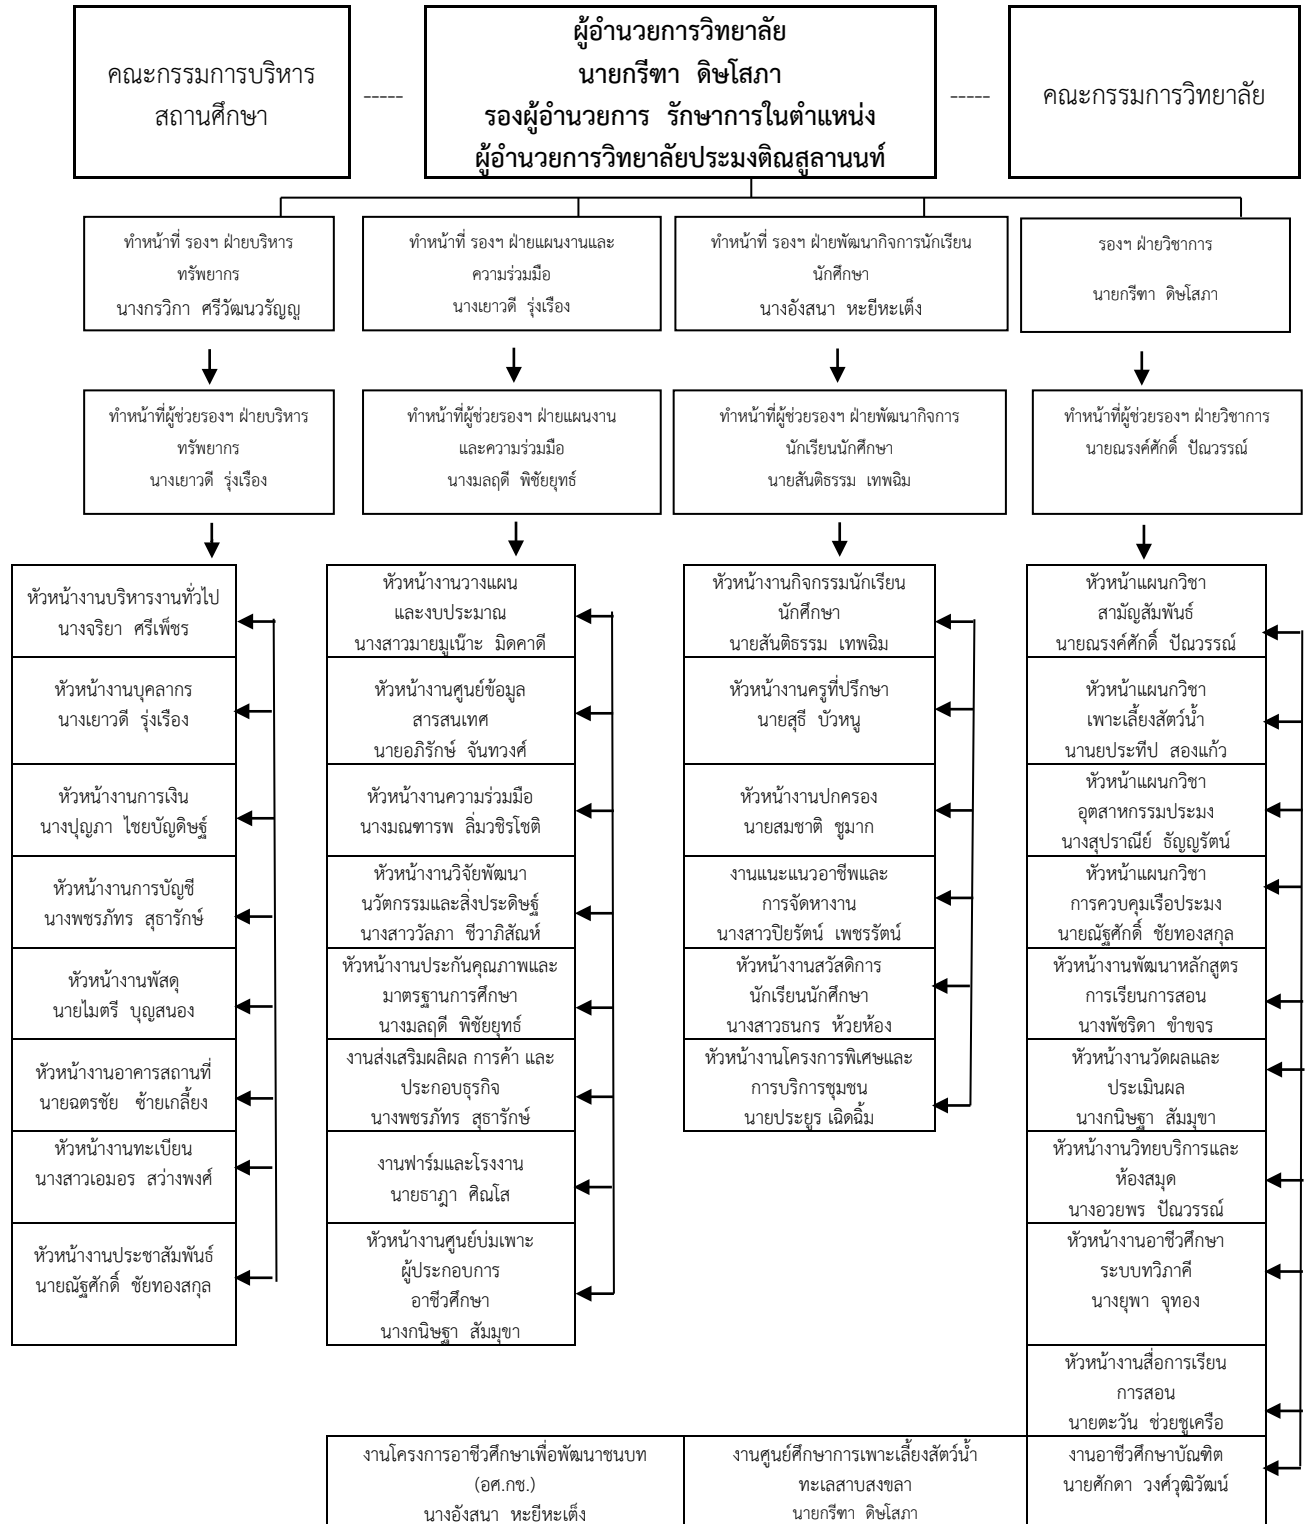 คณะกรรมการบริหาร
สถานศึกษา
-----
ผู้อำนวยการวิทยาลัย
นายกรีฑา ดิษโสภา
รองผู้อำนวยการ รักษาการในตำแหน่ง
ผู้อำนวยการวิทยาลัยประมงติณสูลานนท์
-----
คณะกรรมการวิทยาลัย
ทำหน้าที่ รองฯ ฝ่ายบริหาร
ทรัพยากร
นางกรวิกา ศรีวัฒนวรัญญู
ทำหน้าที่ รองฯ ฝ่ายแผนงานและ
ความร่วมมือ
นางเยาวดี รุ่งเรือง
ทำหน้าที่ รองฯ ฝ่ายพัฒนากิจการนักเรียน
นักศึกษา
นางอังสนา หะยีหะเต็ง
รองฯ ฝ่ายวิชาการ
นายกรีฑา ดิษโสภา
ทำหน้าที่ผู้ช่วยรองฯ ฝ่ายบริหาร
ทรัพยากร
นางเยาวดี รุ่งเรือง
ทำหน้าที่ผู้ช่วยรองฯ ฝ่ายแผนงาน
และความร่วมมือ
นางมลฤดี พิชัยยุทธ์
ทำหน้าที่ผู้ช่วยรองฯ ฝ่ายพัฒนากิจการ
นักเรียนนักศึกษา
นายสันติธรรม เทพฉิม
ทำหน้าที่ผู้ช่วยรองฯ ฝ่ายวิชาการ
นายณรงค์ศักดิ์ ปัณวรรณ์
หัวหน้างานบริหารงานทั่วไป
นางจริยา ศรีเพ็ชร
หัวหน้างานบุคลากร
นางเยาวดี รุ่งเรือง
หัวหน้างานการเงิน
นางปุญภา ไชยบัญดิษฐ์
หัวหน้างานการบัญชี
นางพชรภัทร สุธารักษ์
หัวหน้างานพัสดุ
นายไมตรี บุญสนอง
หัวหน้างานอาคารสถานที่
นายฉตรชัย ซ้ายเกลี้ยง
หัวหน้างานทะเบียน
นางสาวเอมอร สว่างพงศ์
หัวหน้างานประชาสัมพันธ์
นายณัฐศักดิ์ ชัยทองสกุล
หัวหน้างานวางแผน
และงบประมาณ
นางสาวมายมูเน๊าะ มิดคาดี
หัวหน้างานศูนย์ข้อมูล
สารสนเทศ
นายอภิรักษ์ จันทวงศ์
หัวหน้างานความร่วมมือ
นางมณฑารพ ลิ่มวชิรโชติ
หัวหน้างานวิจัยพัฒนา
นวัตกรรมและสิ่งประดิษฐ์
นางสาววัลภา ชีวาภิสัณห์
หัวหน้างานประกันคุณภาพและ
มาตรฐานการศึกษา
นางมลฤดี พิชัยยุทธ์
งานส่งเสริมผลิผล การค้า และ
ประกอบธุรกิจ
นางพชรภัทร สุธารักษ์
งานฟาร์มและโรงงาน
นายธาฎา ศิณโส
หัวหน้างานศูนย์บ่มเพาะ
ผู้ประกอบการ
อาชีวศึกษา
นางกนิษฐา สัมมุขา
หัวหน้างานกิจกรรมนักเรียน
นักศึกษา
นายสันติธรรม เทพฉิม
หัวหน้างานครูที่ปรึกษา
นายสุธี บัวหนู
หัวหน้างานปกครอง
นายสมชาติ ชูมาก
งานแนะแนวอาชีพและ
การจัดหางาน
นางสาวปิยรัตน์ เพชรรัตน์
หัวหน้างานสวัสดิการ
นักเรียนนักศึกษา
นางสาวธนกร ห้วยห้อง
หัวหน้างานโครงการพิเศษและ
การบริการชุมชน
นายประยูร เฉิดฉิ้ม
หัวหน้าแผนกวิชา
สามัญสัมพันธ์
นายณรงค์ศักดิ์ ปัณวรรณ์
หัวหน้าแผนกวิชา
เพาะเลี้ยงสัตว์น้ำ
นานยประทีป สองแก้ว
หัวหน้าแผนกวิชา
อุตสาหกรรมประมง
นางสุปราณีย์ ธัญญรัตน์
หัวหน้าแผนกวิชา
การควบคุมเรือประมง
นายณัฐศักดิ์ ชัยทองสกุล
หัวหน้างานพัฒนาหลักสูตร
การเรียนการสอน
นางพัชริดา ขำขจร
หัวหน้างานวัดผลและ
ประเมินผล
นางกนิษฐา สัมมุขา
หัวหน้างานวิทยบริการและ
ห้องสมุด
นางอวยพร ปัณวรรณ์
หัวหน้างานอาชีวศึกษา
ระบบทวิภาคี
นางยุพา จุทอง
หัวหน้างานสื่อการเรียน
การสอน
นายตะวัน ช่วยชูเครือ
งานโครงการอาชีวศึกษาเพื่อพัฒนาชนบท
(อศ.กช.)
นางอังสนา หะยีหะเต็ง
งานศูนย์ศึกษาการเพาะเลี้ยงสัตว์น้ำ
ทะเลสาบสงขลา
นายกรีฑา ดิษโสภา
งานอาชีวศึกษาบัณฑิต
นายศักดา วงศ์วุฒิวัฒน์